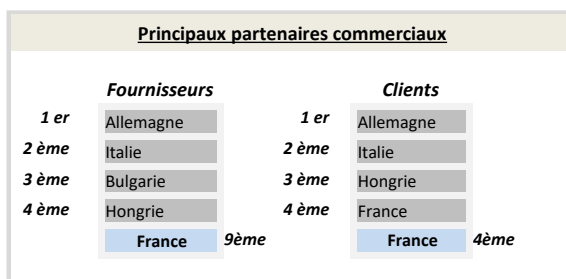 Principaux partenaires commerciaux
Fournisseurs Clients
1 er Allemagne 1 er Allemagne
2 ème Italie 2 ème Italie
3 ème Bulgarie 3 ème Hongrie
4 ème Hongrie 4 ème France
France 9ème France 4ème